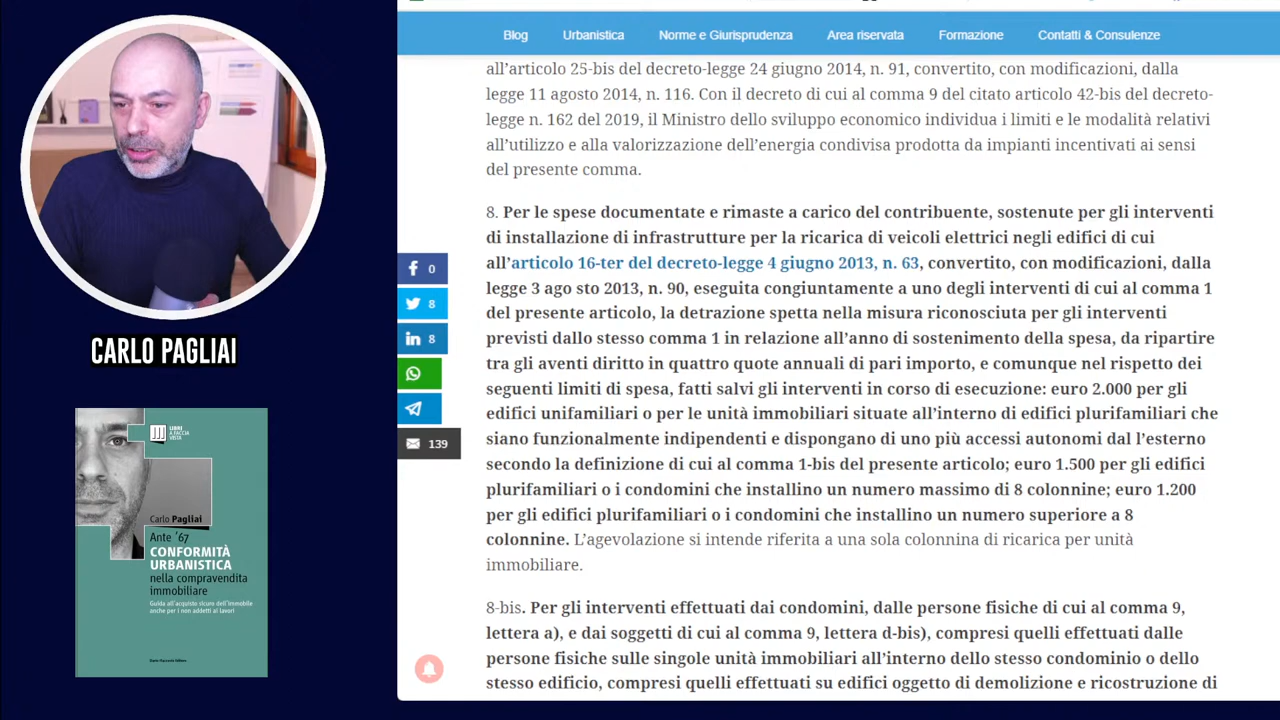 Blog
Urbanistica
Norme e Giurisprudenza
Area riservata
Formazione
Contatti & Consulenze
all’articolo 25-bis del decreto-legge 24 giugno 2014, n. 91, convertito, con modificazioni, dalla
legge 11 agosto 2014, n. 116. Con il decreto di cui al comma 9 del citato articolo 42-bis del decreto-
legge n. 162 del 2019, il Ministro dello sviluppo economico individua i limiti e le modalità relativi
all’utilizzo e alla valorizzazione dell’energia condivisa prodotta da impianti incentivati ai sensi
del presente comma.
8. Per le spese documentate e rimaste a carico del contribuente, sostenute per gli interventi
di installazione di infrastrutture per la ricarica di veicoli elettrici negli edifici di cui
all’articolo 16-ter del decreto-legge 4 giugno 2013, n. 63, convertito, con modificazioni, dalla
legge 3 ago sto 2013, n. 90, eseguita congiuntamente a uno degli interventi di cui al comma 1
del presente articolo, la detrazione spetta nella misura riconosciuta per gli interventi
previsti dallo stesso comma 1 in relazione all’anno di sostenimento della spesa, da ripartire
tra gli aventi diritto in quattro quote annuali di pari importo, e comunque nel rispetto dei
seguenti limiti di spesa, fatti salvi gli interventi in corso di esecuzione: euro 2.000 per gli
edifici unifamiliari o per le unità immobiliari situate all’interno di edifici plurifamiliari che
siano funzionalmente indipendenti e dispongano di uno più accessi autonomi dal l’esterno
secondo la definizione di cui al comma 1-bis del presente articolo; euro 1.500 per gli edifici
plurifamiliari o i condomini che installino un numero massimo di 8 colonnine; euro 1.200
per gli edifici plurifamiliari o i condomini che installino un numero superiore a 8
colonnine. L’agevolazione si intende riferita a una sola colonnina di ricarica per unità
immobiliare.
8-bis. Per gli interventi effettuati dai condomini, dalle persone fisiche di cui al comma 9,
lettera a), e dai soggetti di cui al comma 9, lettera d-bis), compresi quelli effettuati dalle
persone fisiche sulle singole unità immobiliari all’interno dello stesso condominio o dello
stesso edificio, compresi quelli effettuati su edifici oggetto di demolizione e ricostruzione di
0
8
8
139
CARLO PAGLIAI
LIBRI
A FACCIA
VISTA
Carlo Pagliai
Ante ’67
CONFORMITÀ
URBANISTICA
nella compravendita
immobiliare
Guida all’acquisto sicuro dell’immobile
anche per i non addetti ai lavori